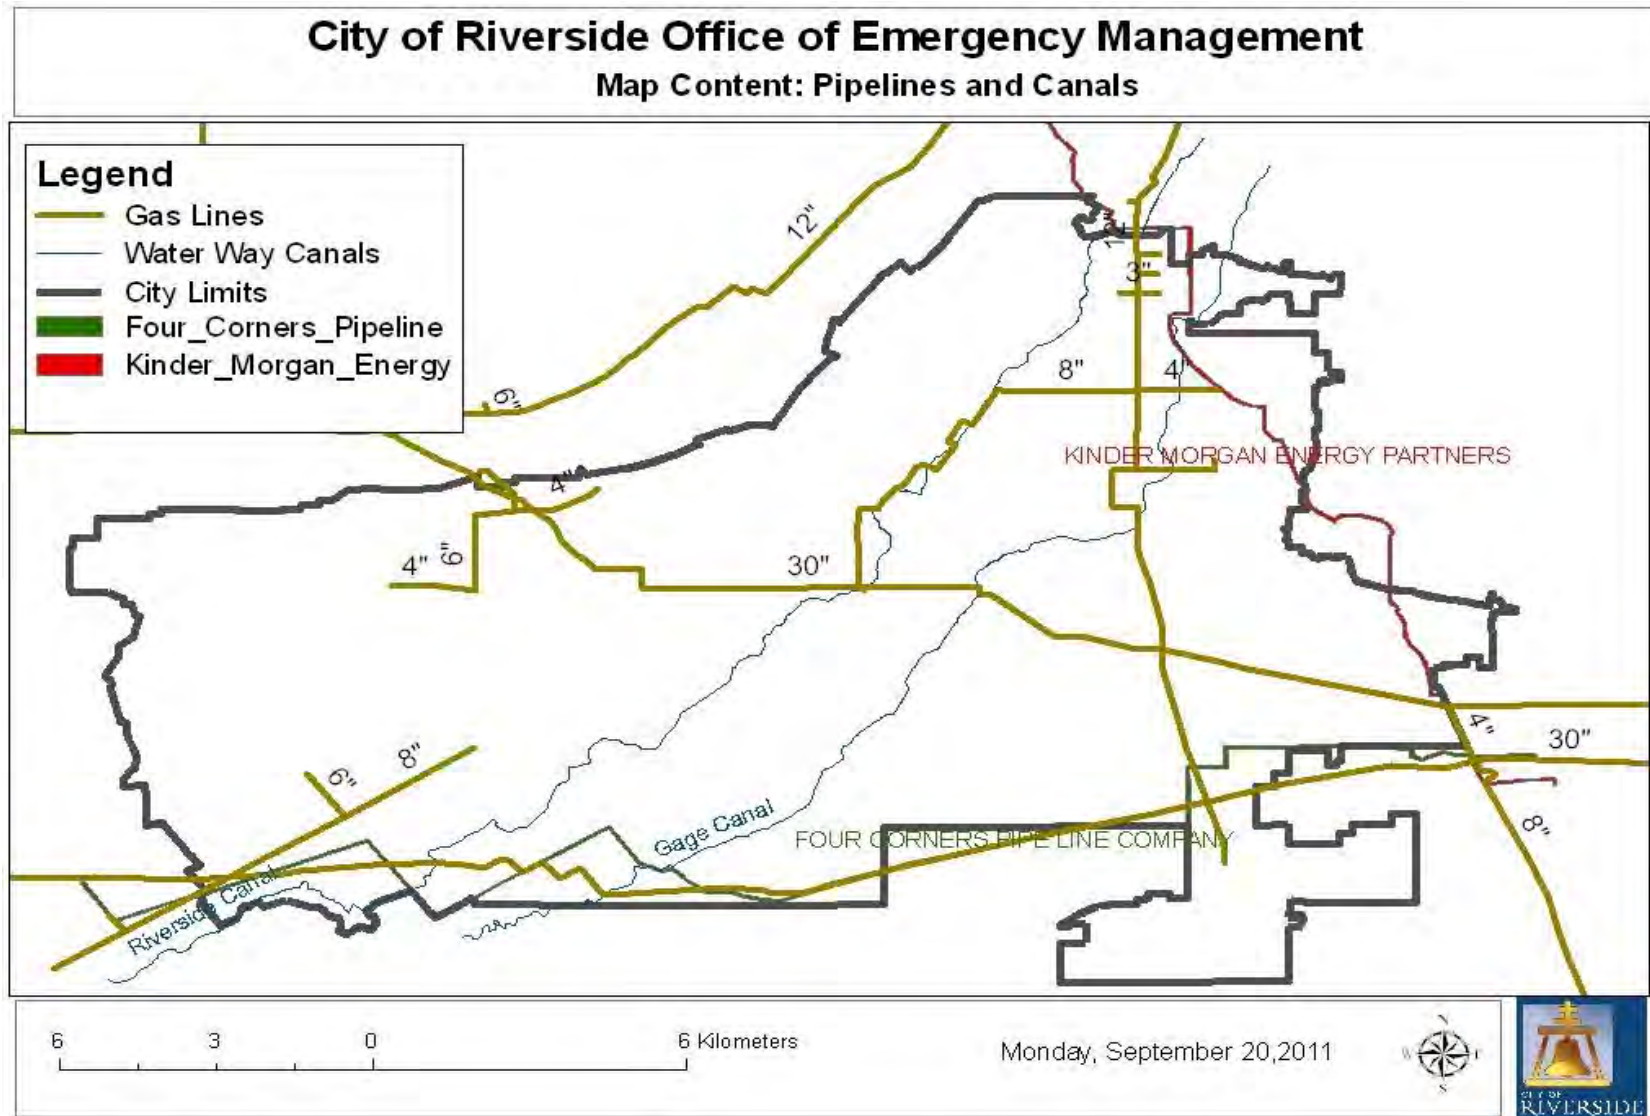 City of Riverside Office of Emergency Management
Map Content: Pipelines and Canals
Legend
Gas Lines
Water Way Canals
City Limits
Four_Corners_Pipeline
Kinder_Morgan_Energy
12"
3"
8"
4"
6"
4"
KINDER MORGAN ENERGY PARTNERS
4"
6"
30"
4"
30"
8"
6"
8"
Gage Canal
FOUR CORNERS PIPE LINE COMPANY
Riverside Canal
6 3 0 6 Kilometers
Monday, September 20,2011
N
W
S
CITY OF
RIVERSIDE